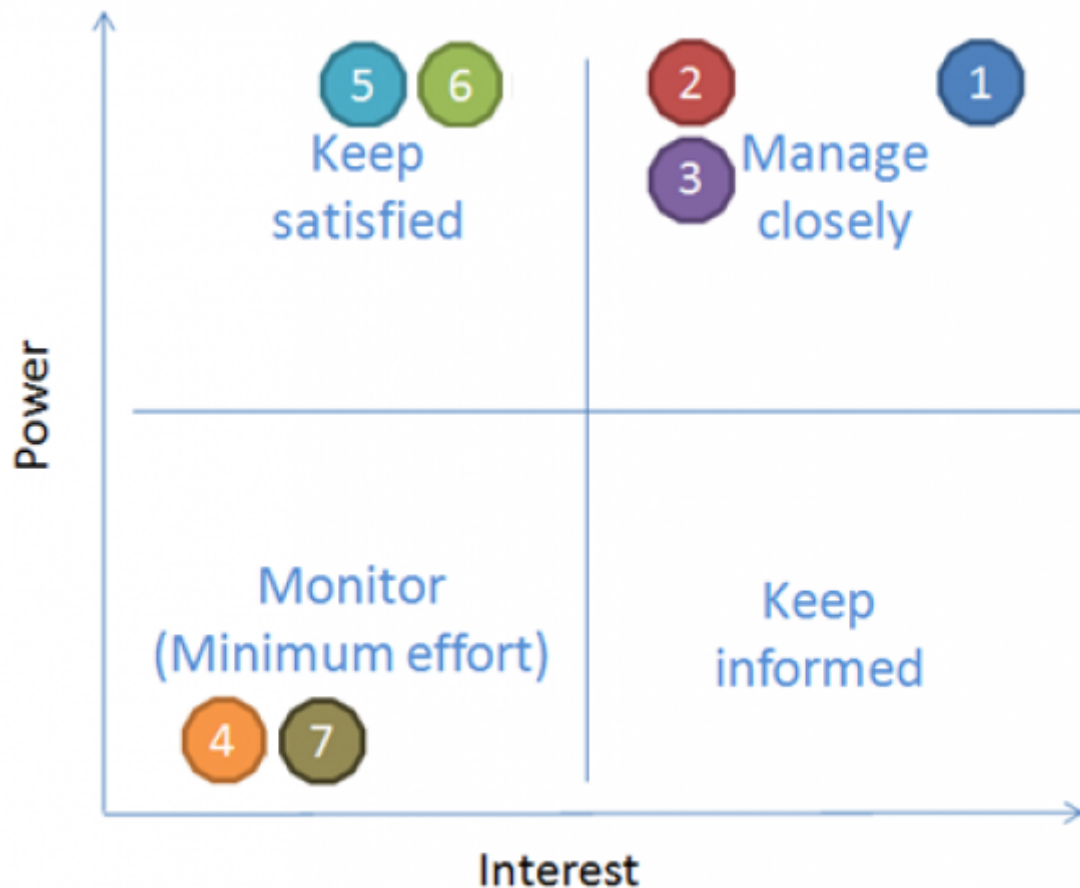 5 6 2 1
Keep
satisfied
3 Manage
closely
Power
Monitor
(Minimum effort)
Keep
informed
4 7
Interest